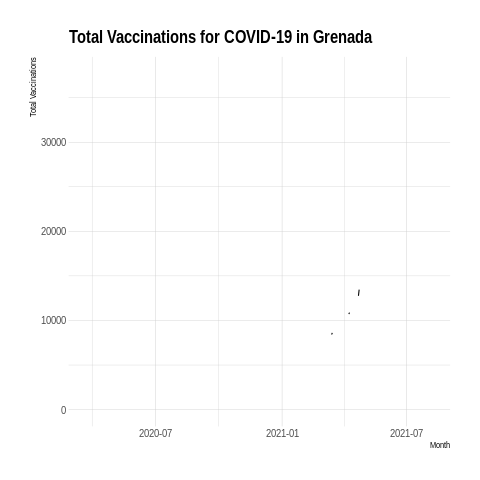 Total Vaccinations for COVID-19 in Grenada
Total Vaccinations
30000
20000
10000
0
2020-07
2021-01
2021-07
Month